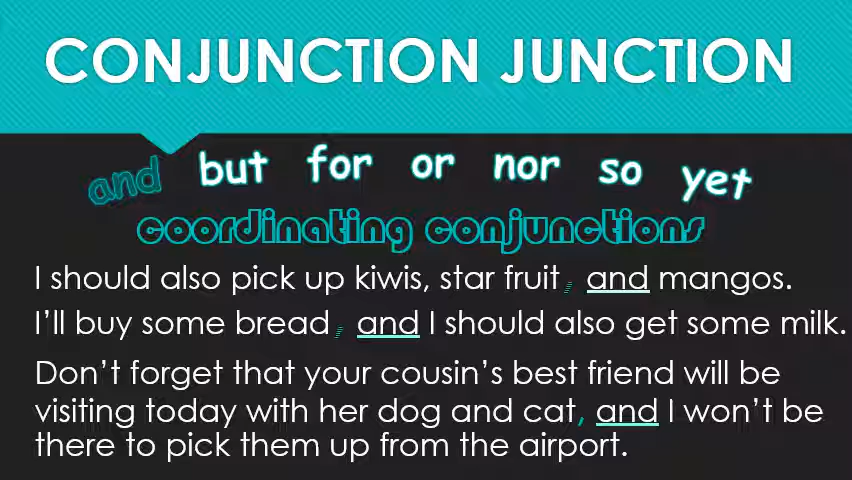 CONJUNCTION JUNCTION
and but for or nor so yet
coordinating conjunctions
I should also pick up kiwis, star fruit, and mangos.
I’ll buy some bread, and I should also get some milk.
Don’t forget that your cousin’s best friend will be
visiting today with her dog and cat, and I won’t be
there to pick them up from the airport.